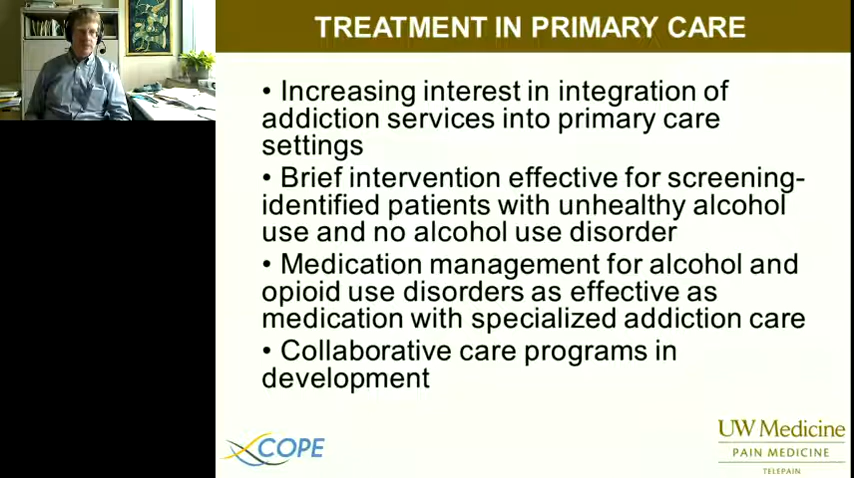 TREATMENT IN PRIMARY CARE
• Increasing interest in integration of
addiction services into primary care
settings
• Brief intervention effective for screening-
identified patients with unhealthy alcohol
use and no alcohol use disorder
• Medication management for alcohol and
opioid use disorders as effective as
medication with specialized addiction care
• Collaborative care programs in
development
COPE
UW Medicine
PAIN MEDICINE
TELEPAIN